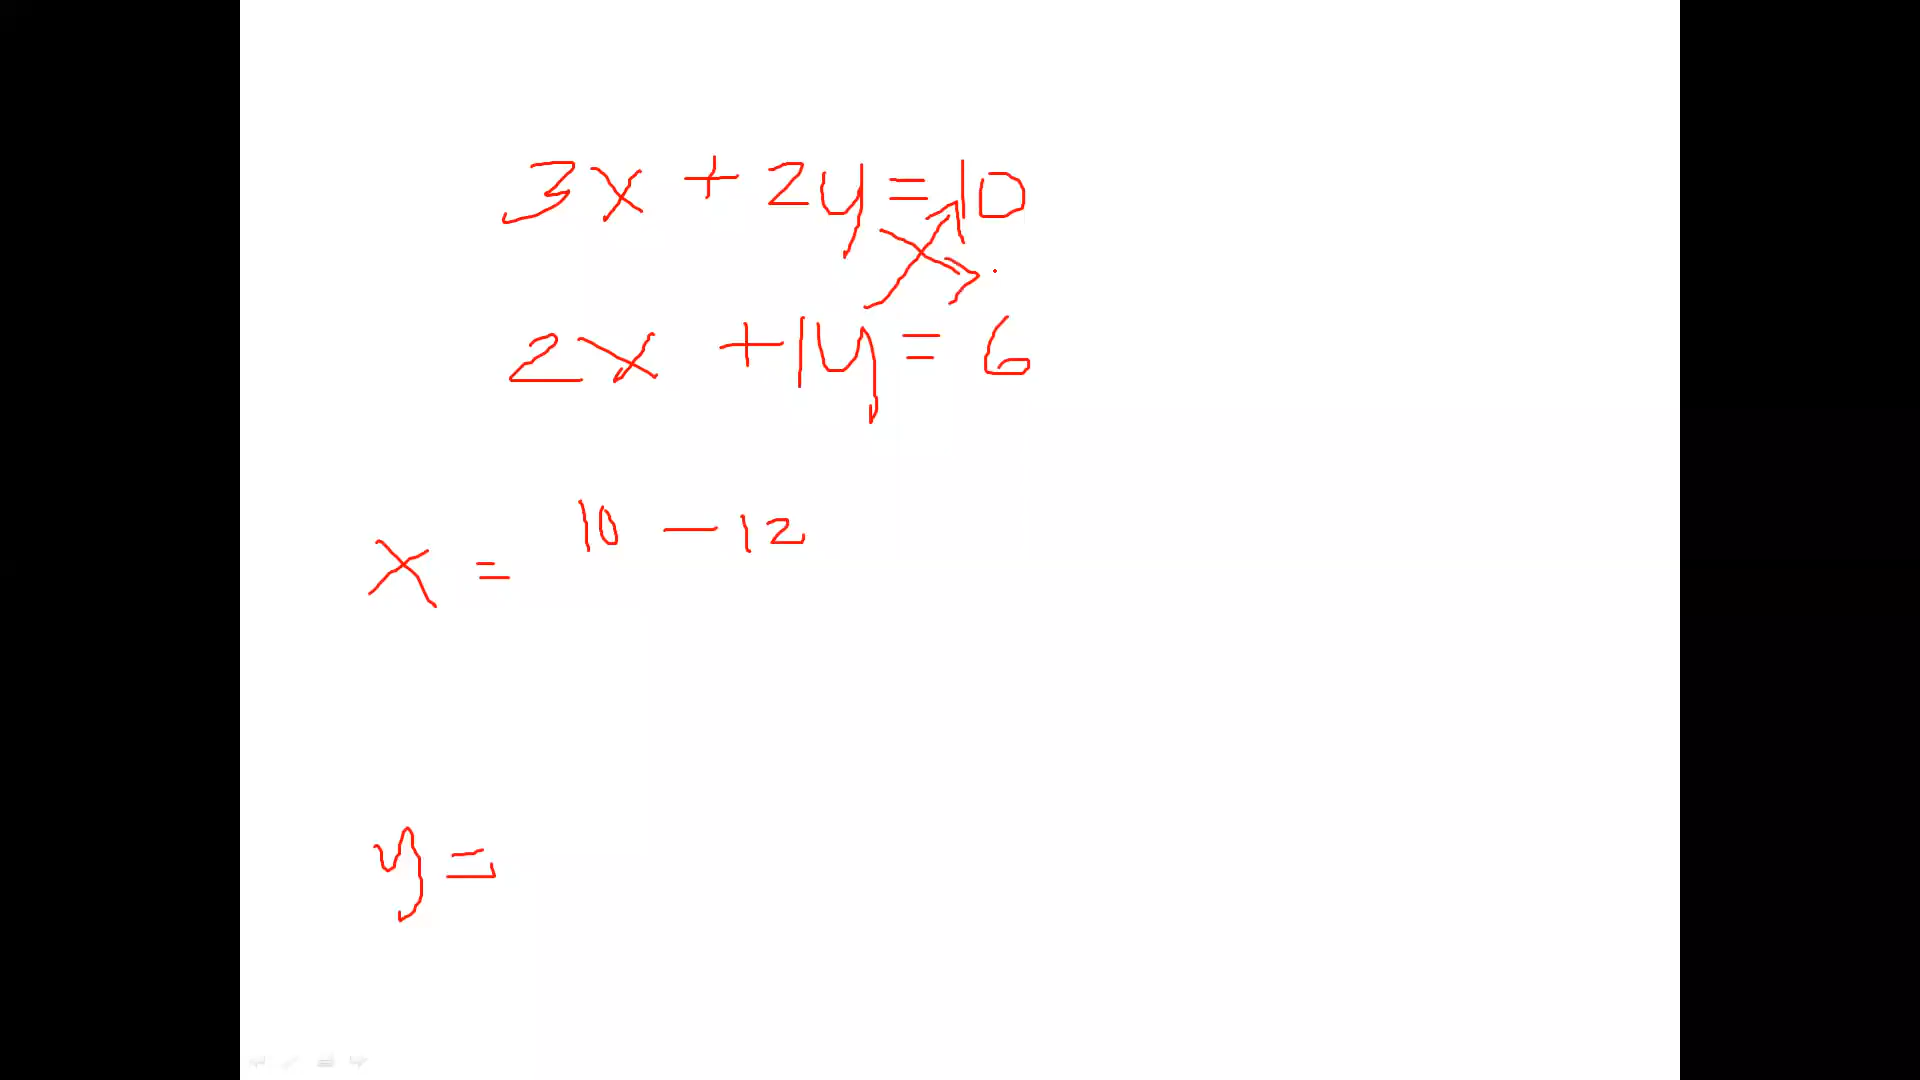 3x + 2y = 10
2x + 1y = 6
x = 10 - 12
y =